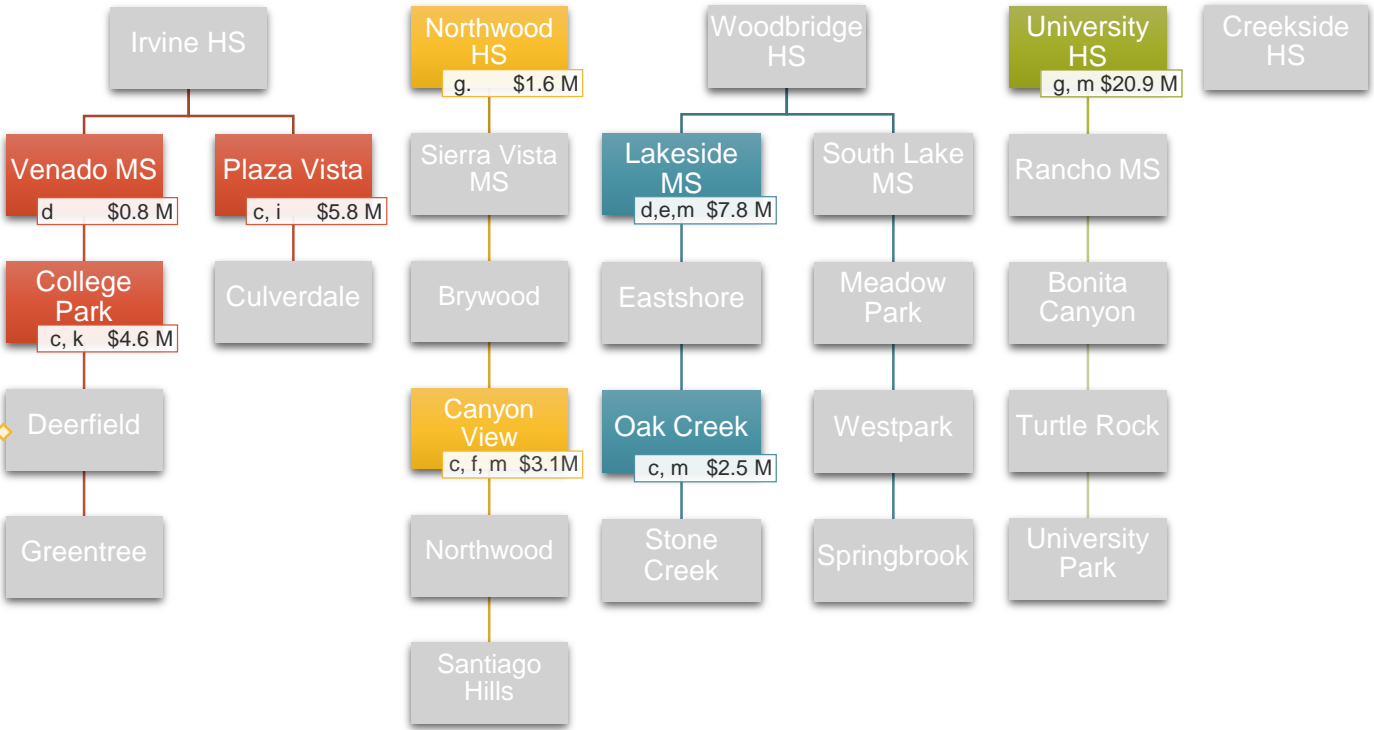 Irvine HS
Northwood
HS
g. $1.6 M
Woodbridge
HS
University
HS
g, m $20.9 M
Creekside
HS
Venado MS
d $0.8 M
Plaza Vista
c, i $5.8 M
Sierra Vista
MS
Lakeside
MS
d,e,m $7.8 M
South Lake
MS
Rancho MS
College
Park
c, k $4.6 M
Culverdale
Brywood
Eastshore
Meadow
Park
Bonita
Canyon
Deerfield
Canyon
View
c, f, m $3.1M
Oak Creek
c, m $2.5 M
Westpark
Turtle Rock
Greentree
Northwood
Stone
Creek
Springbrook
University
Park
Santiago
Hills